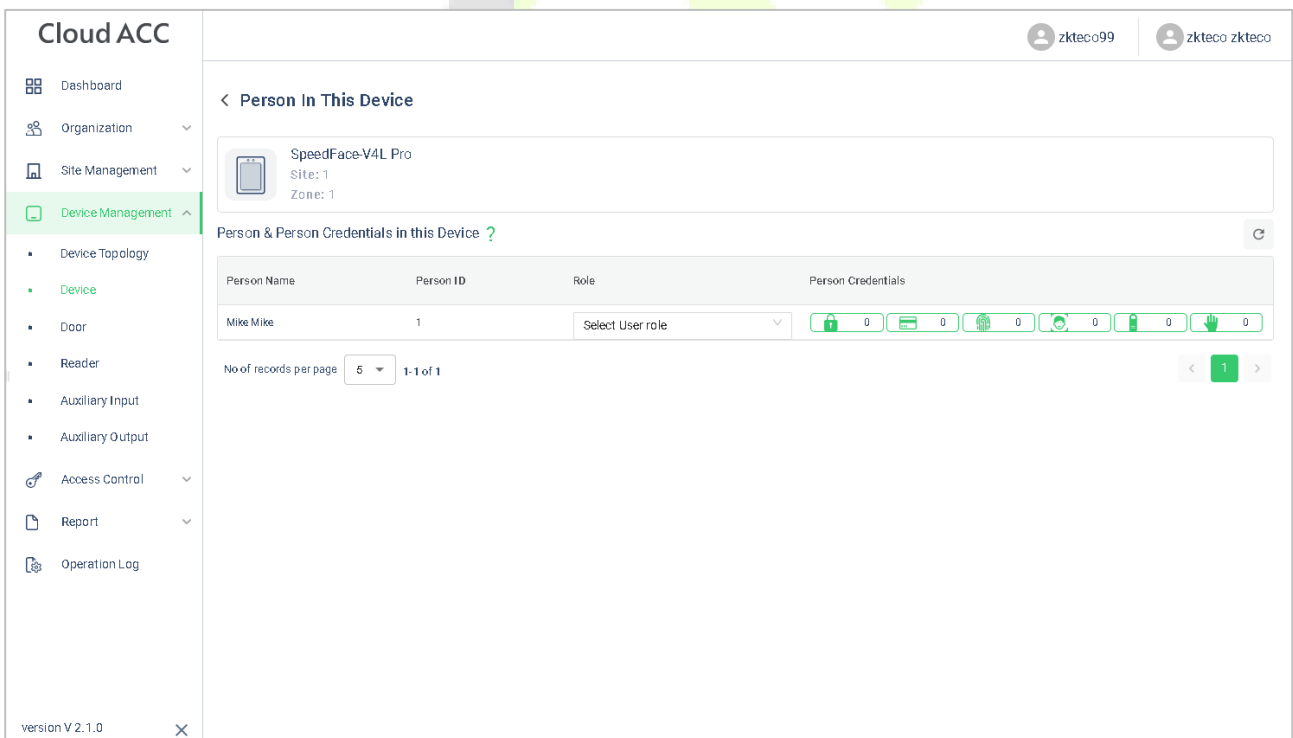 Cloud ACC
zkteco99
zkteco zkteco
Dashboard
Organization
Site Management
Device Management
Device Topology
Device
Door
Reader
Auxiliary Input
Auxiliary Output
Access Control
Report
Operation Log
version V 2.1.0
Person In This Device
SpeedFace-V4L Pro
Site: 1
Zone: 1
Person & Person Credentials in this Device ?
Person Name Person ID Role Person Credentials
Mike Mike 1 Select User role 0 0 0 0 0 0
No of records per page 5 1-1 of 1 < 1 >